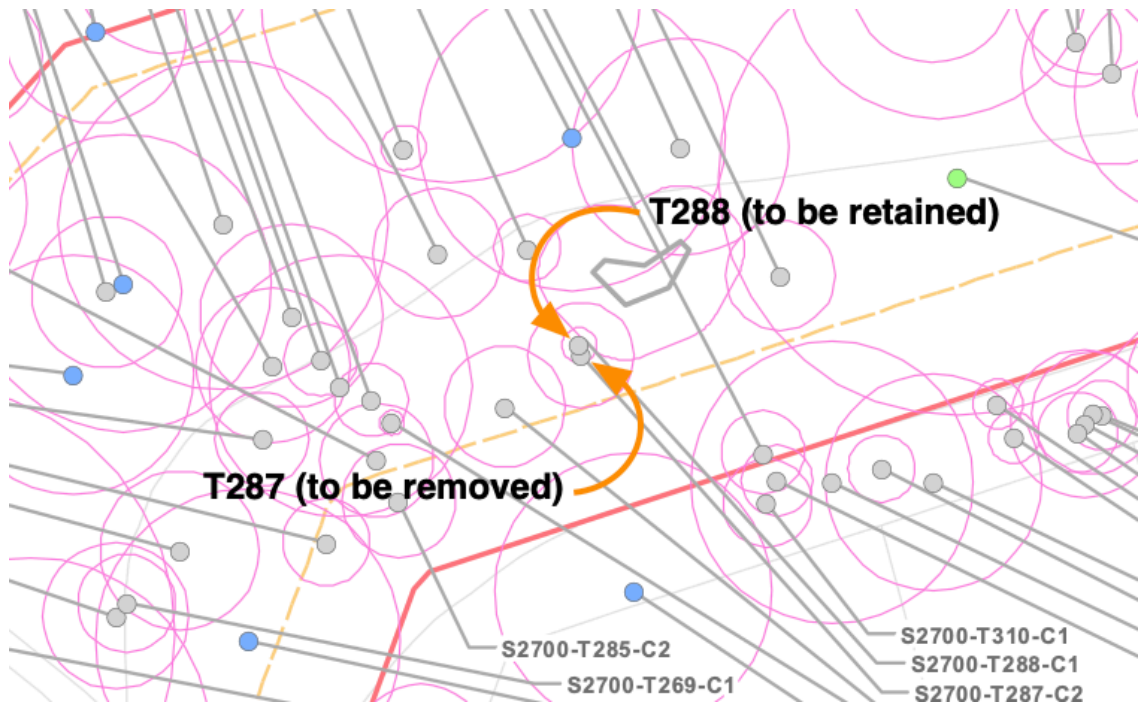 T288 (to be retained)
T287 (to be removed)
S2700-T310-C1
S2700-T285-C2
S2700-T288-C1
S2700-T269-C1
S2700-T287-C2